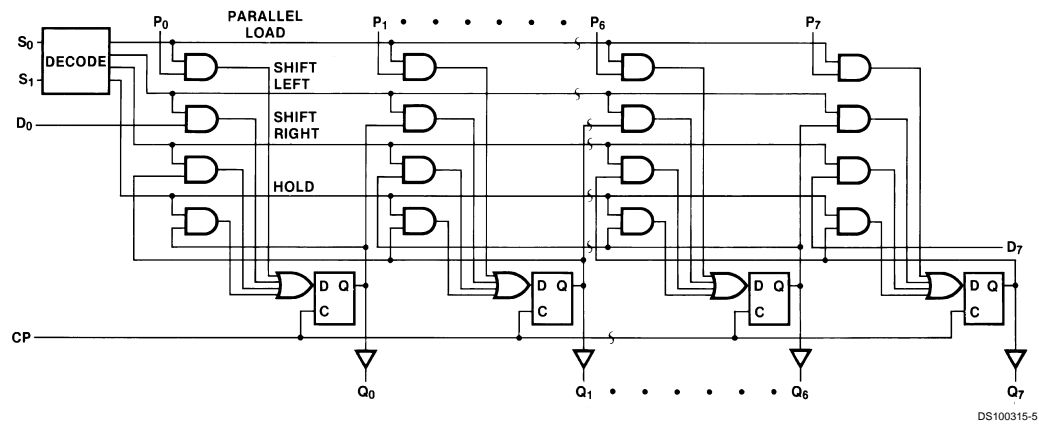 P0 PARALLEL LOAD P1 P6 P7
S0
DECODE
S1
SHIFT LEFT
D0
SHIFT RIGHT
HOLD
D7
D Q D Q D Q D Q
C C C C
CP
Q0 Q1 Q6 Q7
DS100315-5